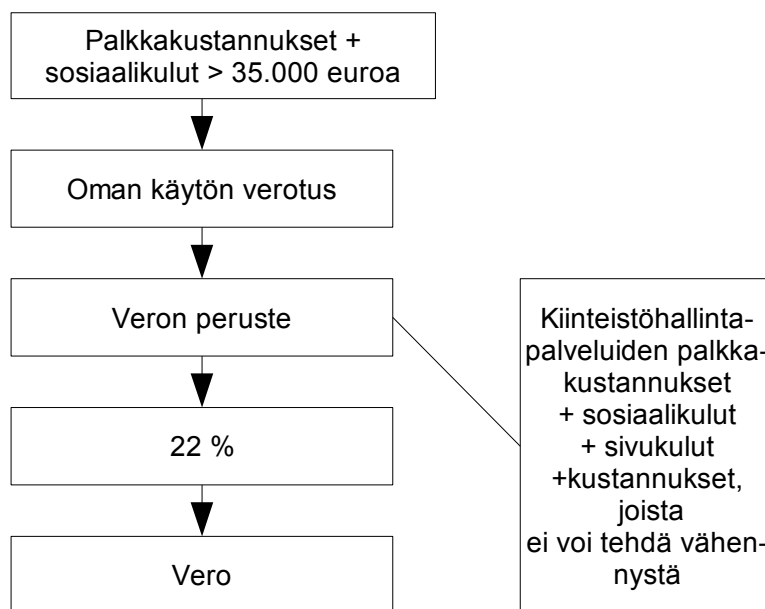 Palkkakustannukset +
sosiaalikulut > 35.000 euroa
Oman käytön verotus
Veron peruste
22 %
Vero
Kiinteistöhallinta-
palveluiden palkka-
kustannukset
+ sosiaalikulut
+ sivukulut
+kustannukset,
joista
ei voi tehdä vähen-
nystä